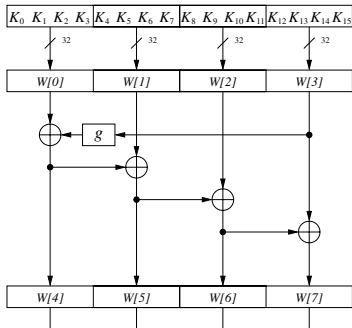 K₀ K₁ K₂ K₃ K₄ K₅ K₆ K₇ K₈ K₉ K₁₀ K₁₁ K₁₂ K₁₃ K₁₄ K₁₅
32 32 32 32
W[0] W[1] W[2] W[3]
g
W[4] W[5] W[6] W[7]